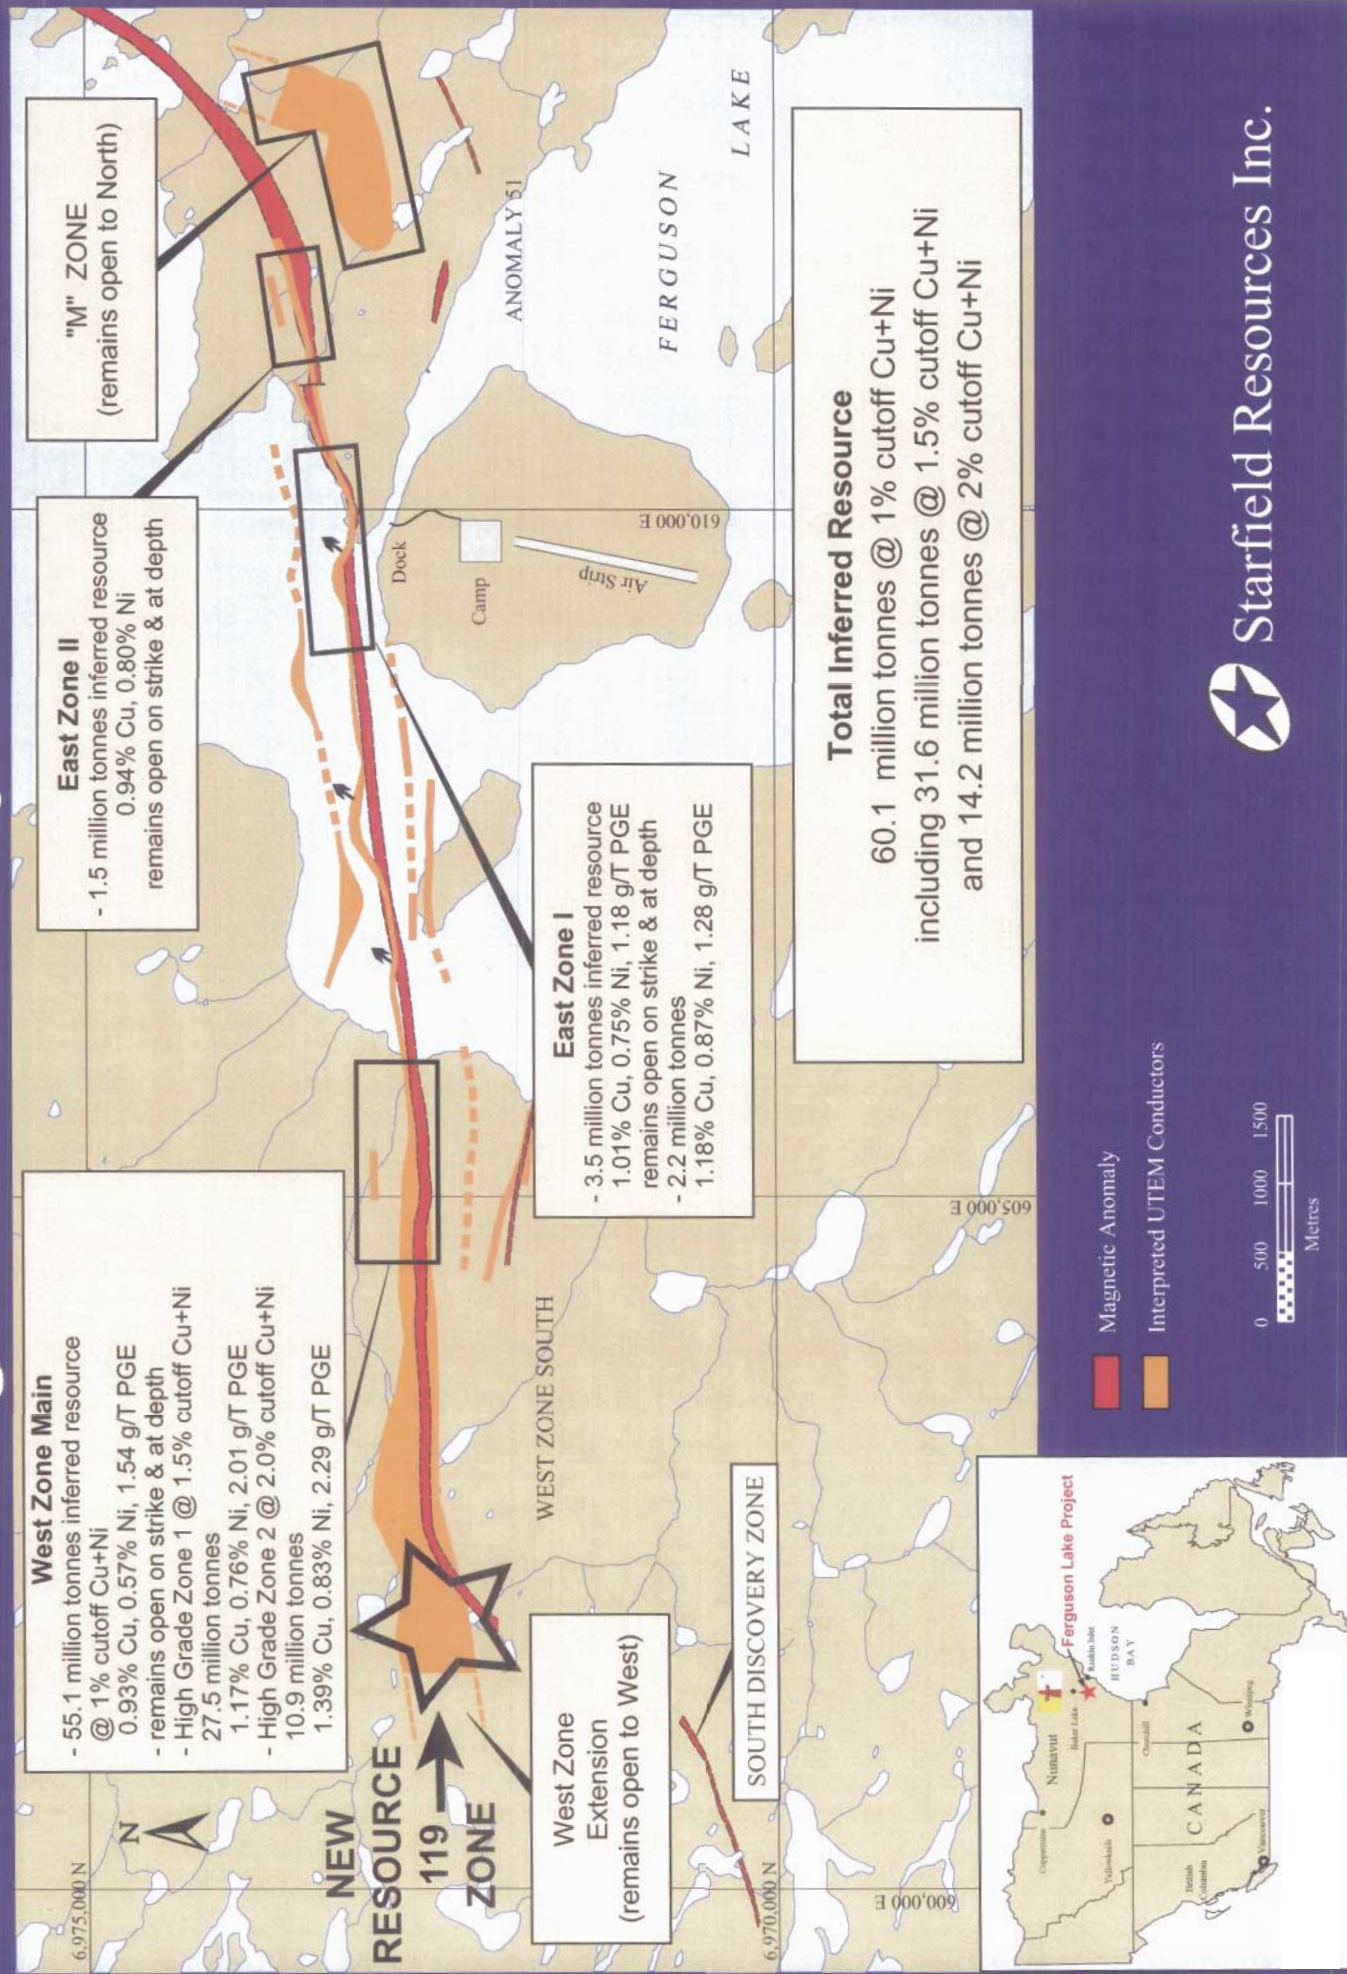 "M" ZONE
(remains open to North)
East Zone II
- 1.5 million tonnes inferred resource
0.94% Cu, 0.80% Ni
remains open on strike & at depth
West Zone Main
- 55.1 million tonnes inferred resource
@ 1% cutoff Cu+Ni
0.93% Cu, 0.57% Ni, 1.54 g/T PGE
- remains open on strike & at depth
- High Grade Zone 1 @ 1.5% cutoff Cu+Ni
27.5 million tonnes
1.17% Cu, 0.76% Ni, 2.01 g/T PGE
- High Grade Zone 2 @ 2.0% cutoff Cu+Ni
10.9 million tonnes
1.39% Cu, 0.83% Ni, 2.29 g/T PGE
6,975,000 N
N
NEW
RESOURCE
119
ZONE
West Zone
Extension
(remains open to West)
WEST ZONE SOUTH
SOUTH DISCOVERY ZONE
6,970,000 N
600,000 E
605,000 E
610,000 E
East Zone I
- 3.5 million tonnes inferred resource
1.01% Cu, 0.75% Ni, 1.18 g/T PGE
remains open on strike & at depth
- 2.2 million tonnes
1.18% Cu, 0.87% Ni, 1.28 g/T PGE
Dock
Camp
Air Strip
ANOMALY 51
FERGUSON
LAKE
Total Inferred Resource
60.1 million tonnes @ 1% cutoff Cu+Ni
including 31.6 million tonnes @ 1.5% cutoff Cu+Ni
and 14.2 million tonnes @ 2% cutoff Cu+Ni
Ferguson Lake Project
Rankin Inlet
HUDSON
BAY
Nunavut
Baker Lake
Coppermine
Yellowknife
Churchill
CANADA
British
Columbia
Winnipeg
Vancouver
Magnetic Anomaly
Interpreted UTEM Conductors
0 500 1000 1500
Metres
Starfield Resources Inc.